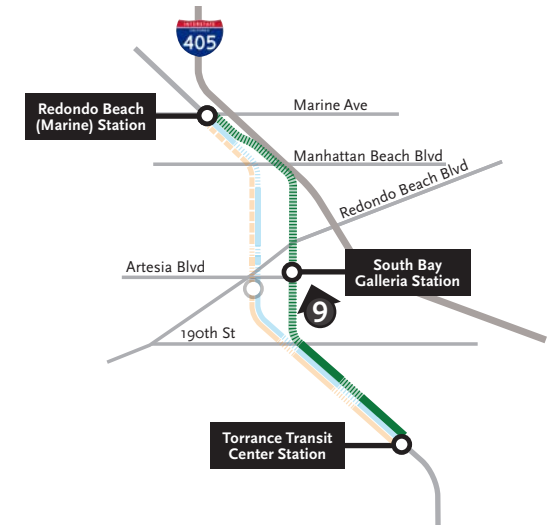 INTERSTATE
405
Redondo Beach
(Marine) Station
Marine Ave
Manhattan Beach Blvd
Redondo Beach Blvd
Artesia Blvd
South Bay
Galleria Station
9
190th St
Torrance Transit
Center Station